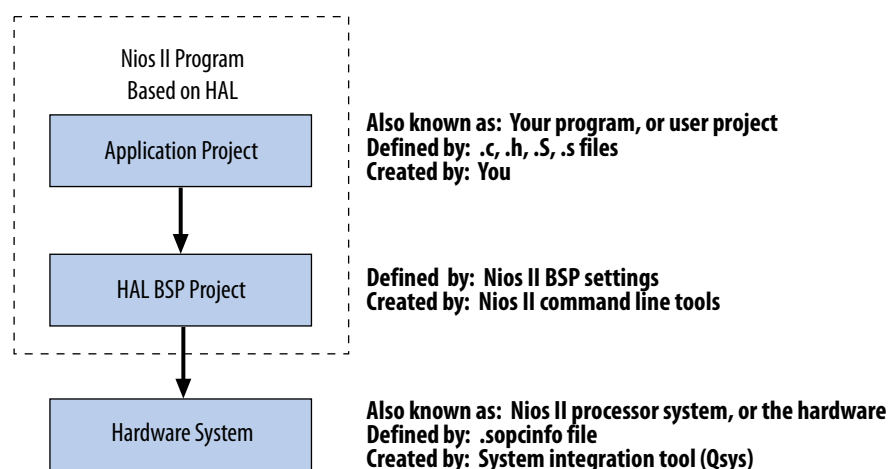 Nios II Program
Based on HAL
Application Project
Also known as: Your program, or user project
Defined by: .c, .h, .S, .s files
Created by: You
HAL BSP Project
Defined by: Nios II BSP settings
Created by: Nios II command line tools
Hardware System
Also known as: Nios II processor system, or the hardware
Defined by: .sopcinfo file
Created by: System integration tool (Qsys)